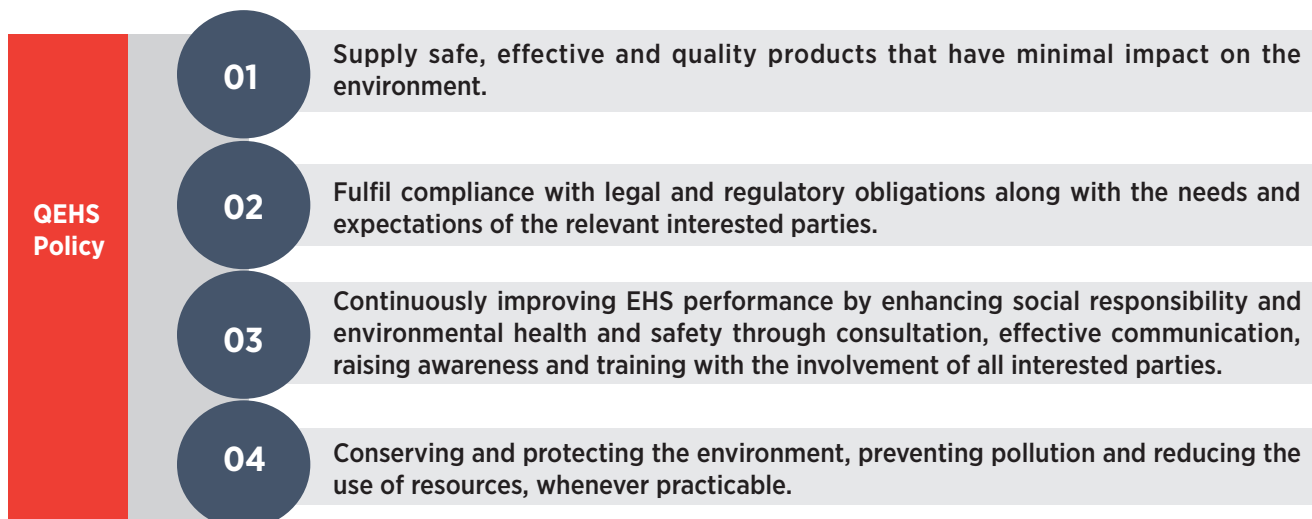 QEHS
Policy
01
Supply safe, effective and quality products that have minimal impact on the
environment.
02
Fulfil compliance with legal and regulatory obligations along with the needs and
expectations of the relevant interested parties.
03
Continuously improving EHS performance by enhancing social responsibility and
environmental health and safety through consultation, effective communication,
raising awareness and training with the involvement of all interested parties.
04
Conserving and protecting the environment, preventing pollution and reducing the
use of resources, whenever practicable.